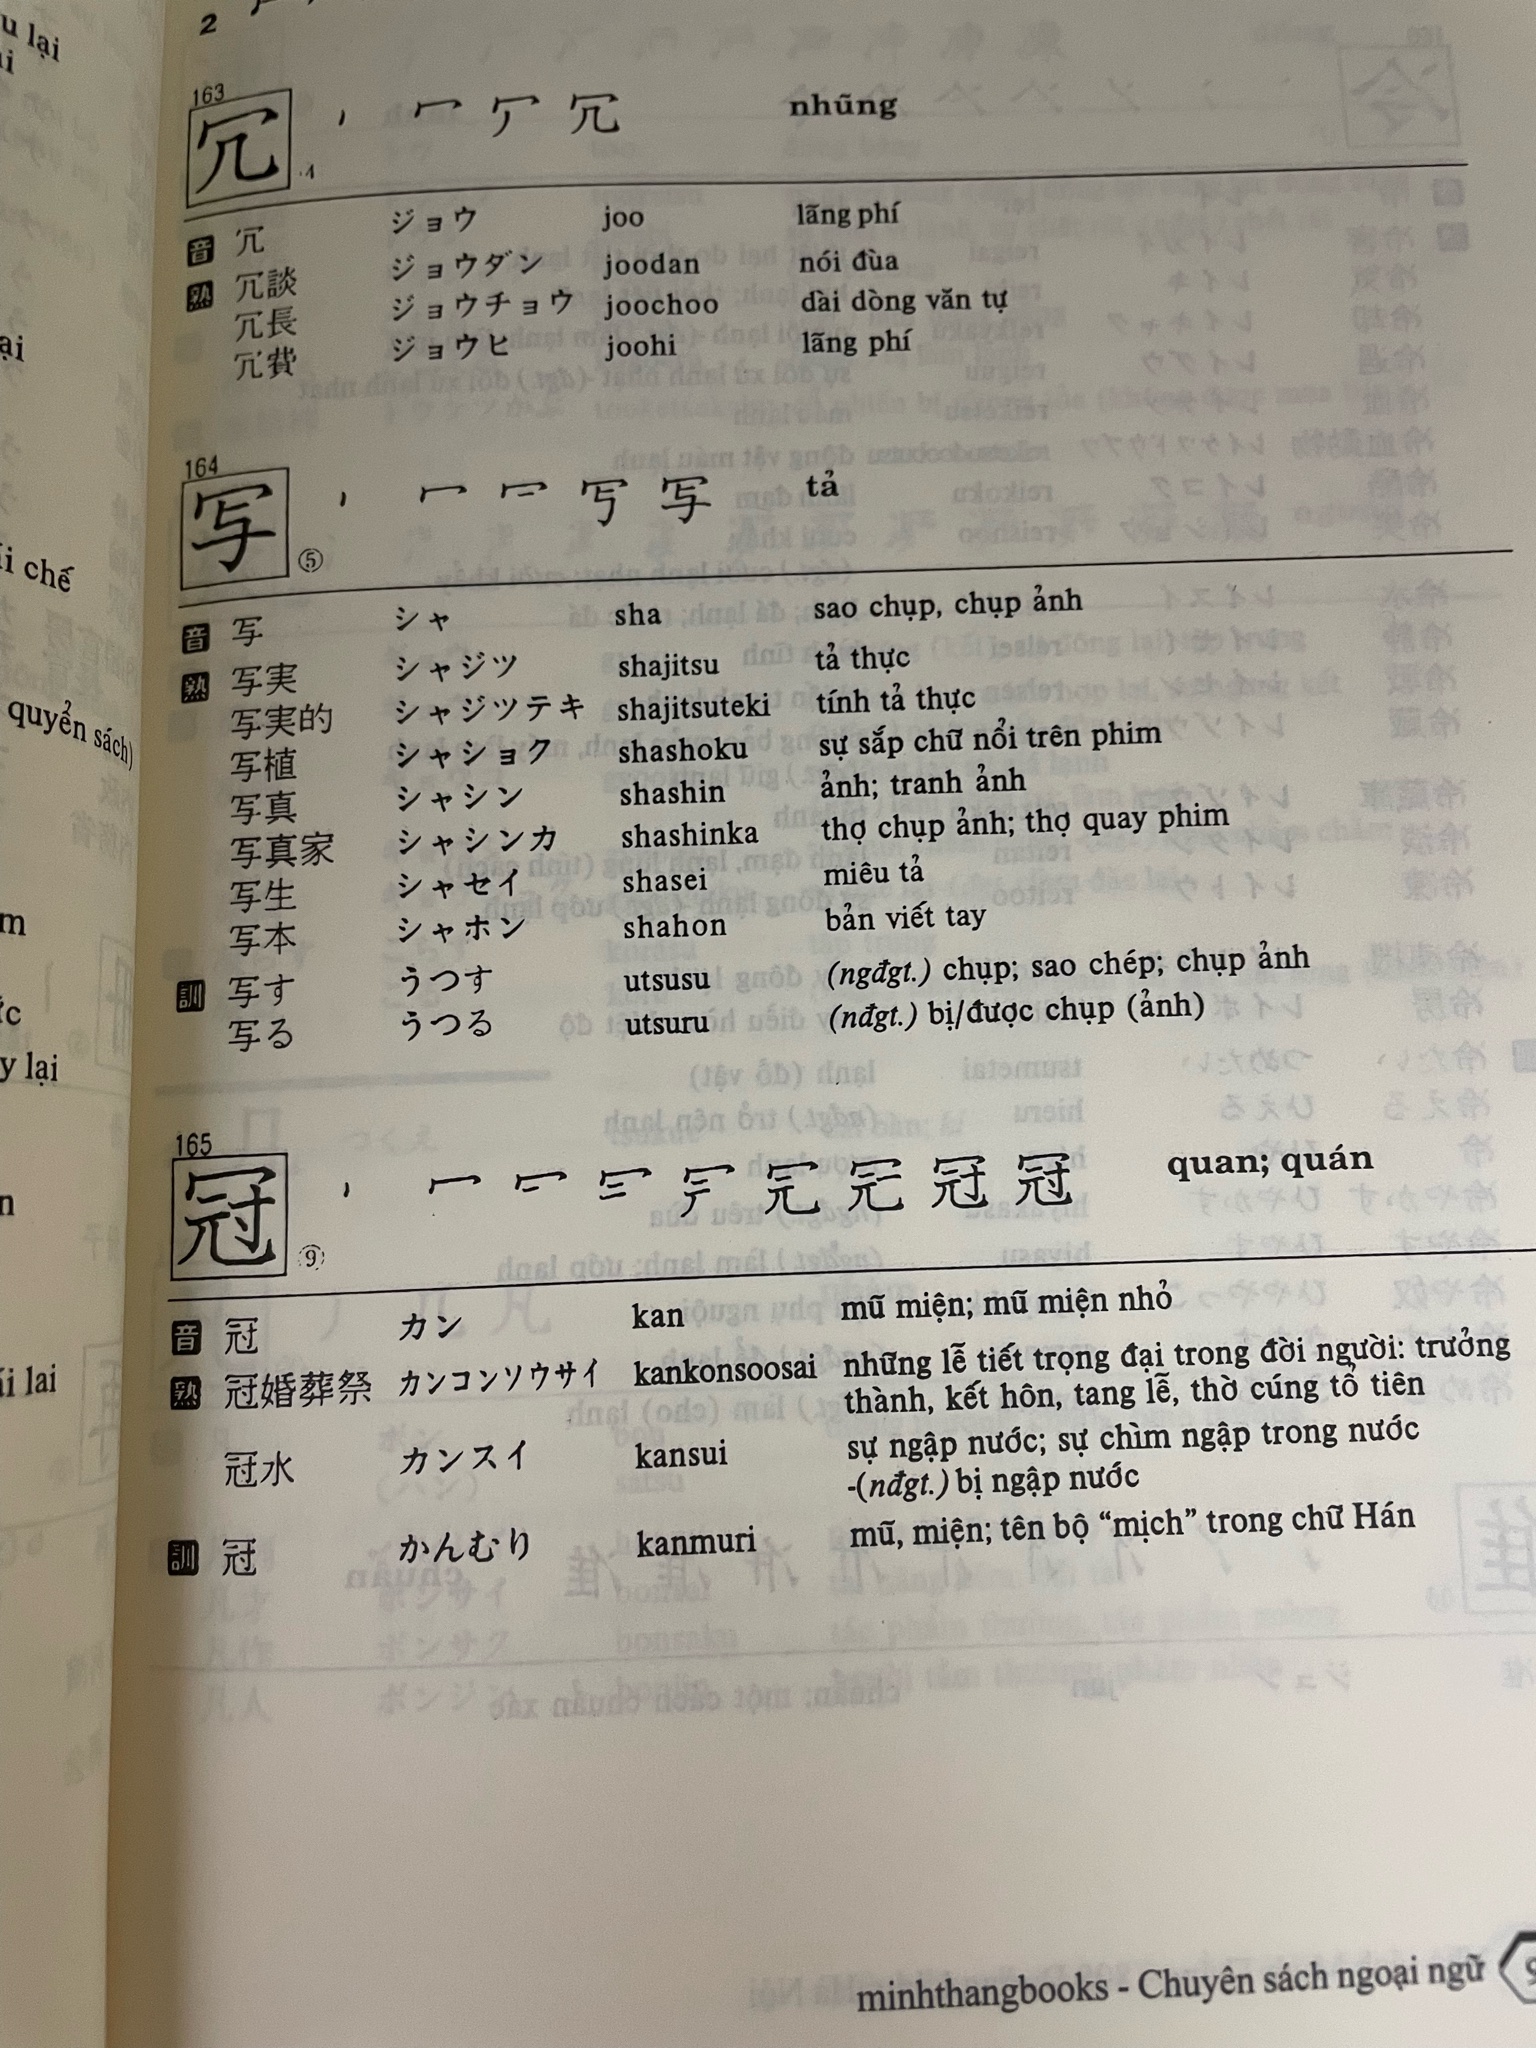 u lại
ại
i chế
quyển sách)
m
y lại
n
i lai
2
163
冗 冗 nhũng
4
音 冗 ジョウ joo lãng phí
熟 冗談 ジョウダン joodan nói đùa
冗長 ジョウチョウ joochoo dài dòng văn tự
冗費 ジョウヒ joohi lãng phí
164
写 写 tả
⑤
音 写 シャ sha sao chụp, chụp ảnh
熟 写実 シャジツ shajitsu tả thực
写実的 シャジツテキ shajitsuteki tính tả thực
写植 シャショク shashoku sự sắp chữ nổi trên phim
写真 シャシン shashin ảnh; tranh ảnh
写真家 シャシンカ shashinka thợ chụp ảnh; thợ quay phim
写生 シャセイ shasei miêu tả
写本 シャホン shahon bản viết tay
訓 写す うつす utsusu (ngđgt.) chụp; sao chép; chụp ảnh
写る うつる utsuru (nđgt.) bị/được chụp (ảnh)
165
冠 冠 冠 quan; quán
⑨
音 冠 カン kan mũ miện; mũ miện nhỏ
熟 冠婚葬祭 カンコンソウサイ kankonsoosai những lễ tiết trọng đại trong đời người: trưởng
thành, kết hôn, tang lễ, thờ cúng tổ tiên
冠水 カンスイ kansui sự ngập nước; sự chìm ngập trong nước
-(nđgt.) bị ngập nước
訓 冠 かんむり kanmuri mũ, miện; tên bộ “mịch” trong chữ Hán
minhthangbooks - Chuyên sách ngoại ngữ 9